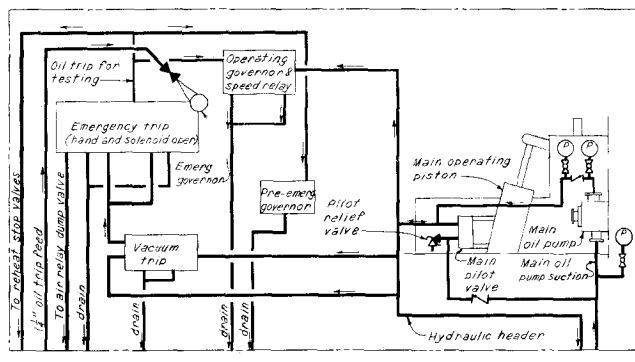 Oil trip for
testing
Operating
governor &
speed relay
Emergency trip
(hand and solenoid oper)
Emerg
governor
Pre-emerg
governor
Main operating
piston
Pilot
relief
valve
P
P
P
Main
oil pump
Main
pilot
valve
Main oil
pump suction
Vacuum
trip
To reheat stop valves
1¼" oil trip feed
To air relay dump valve
drain
drain
drain
drain
Hydraulic header